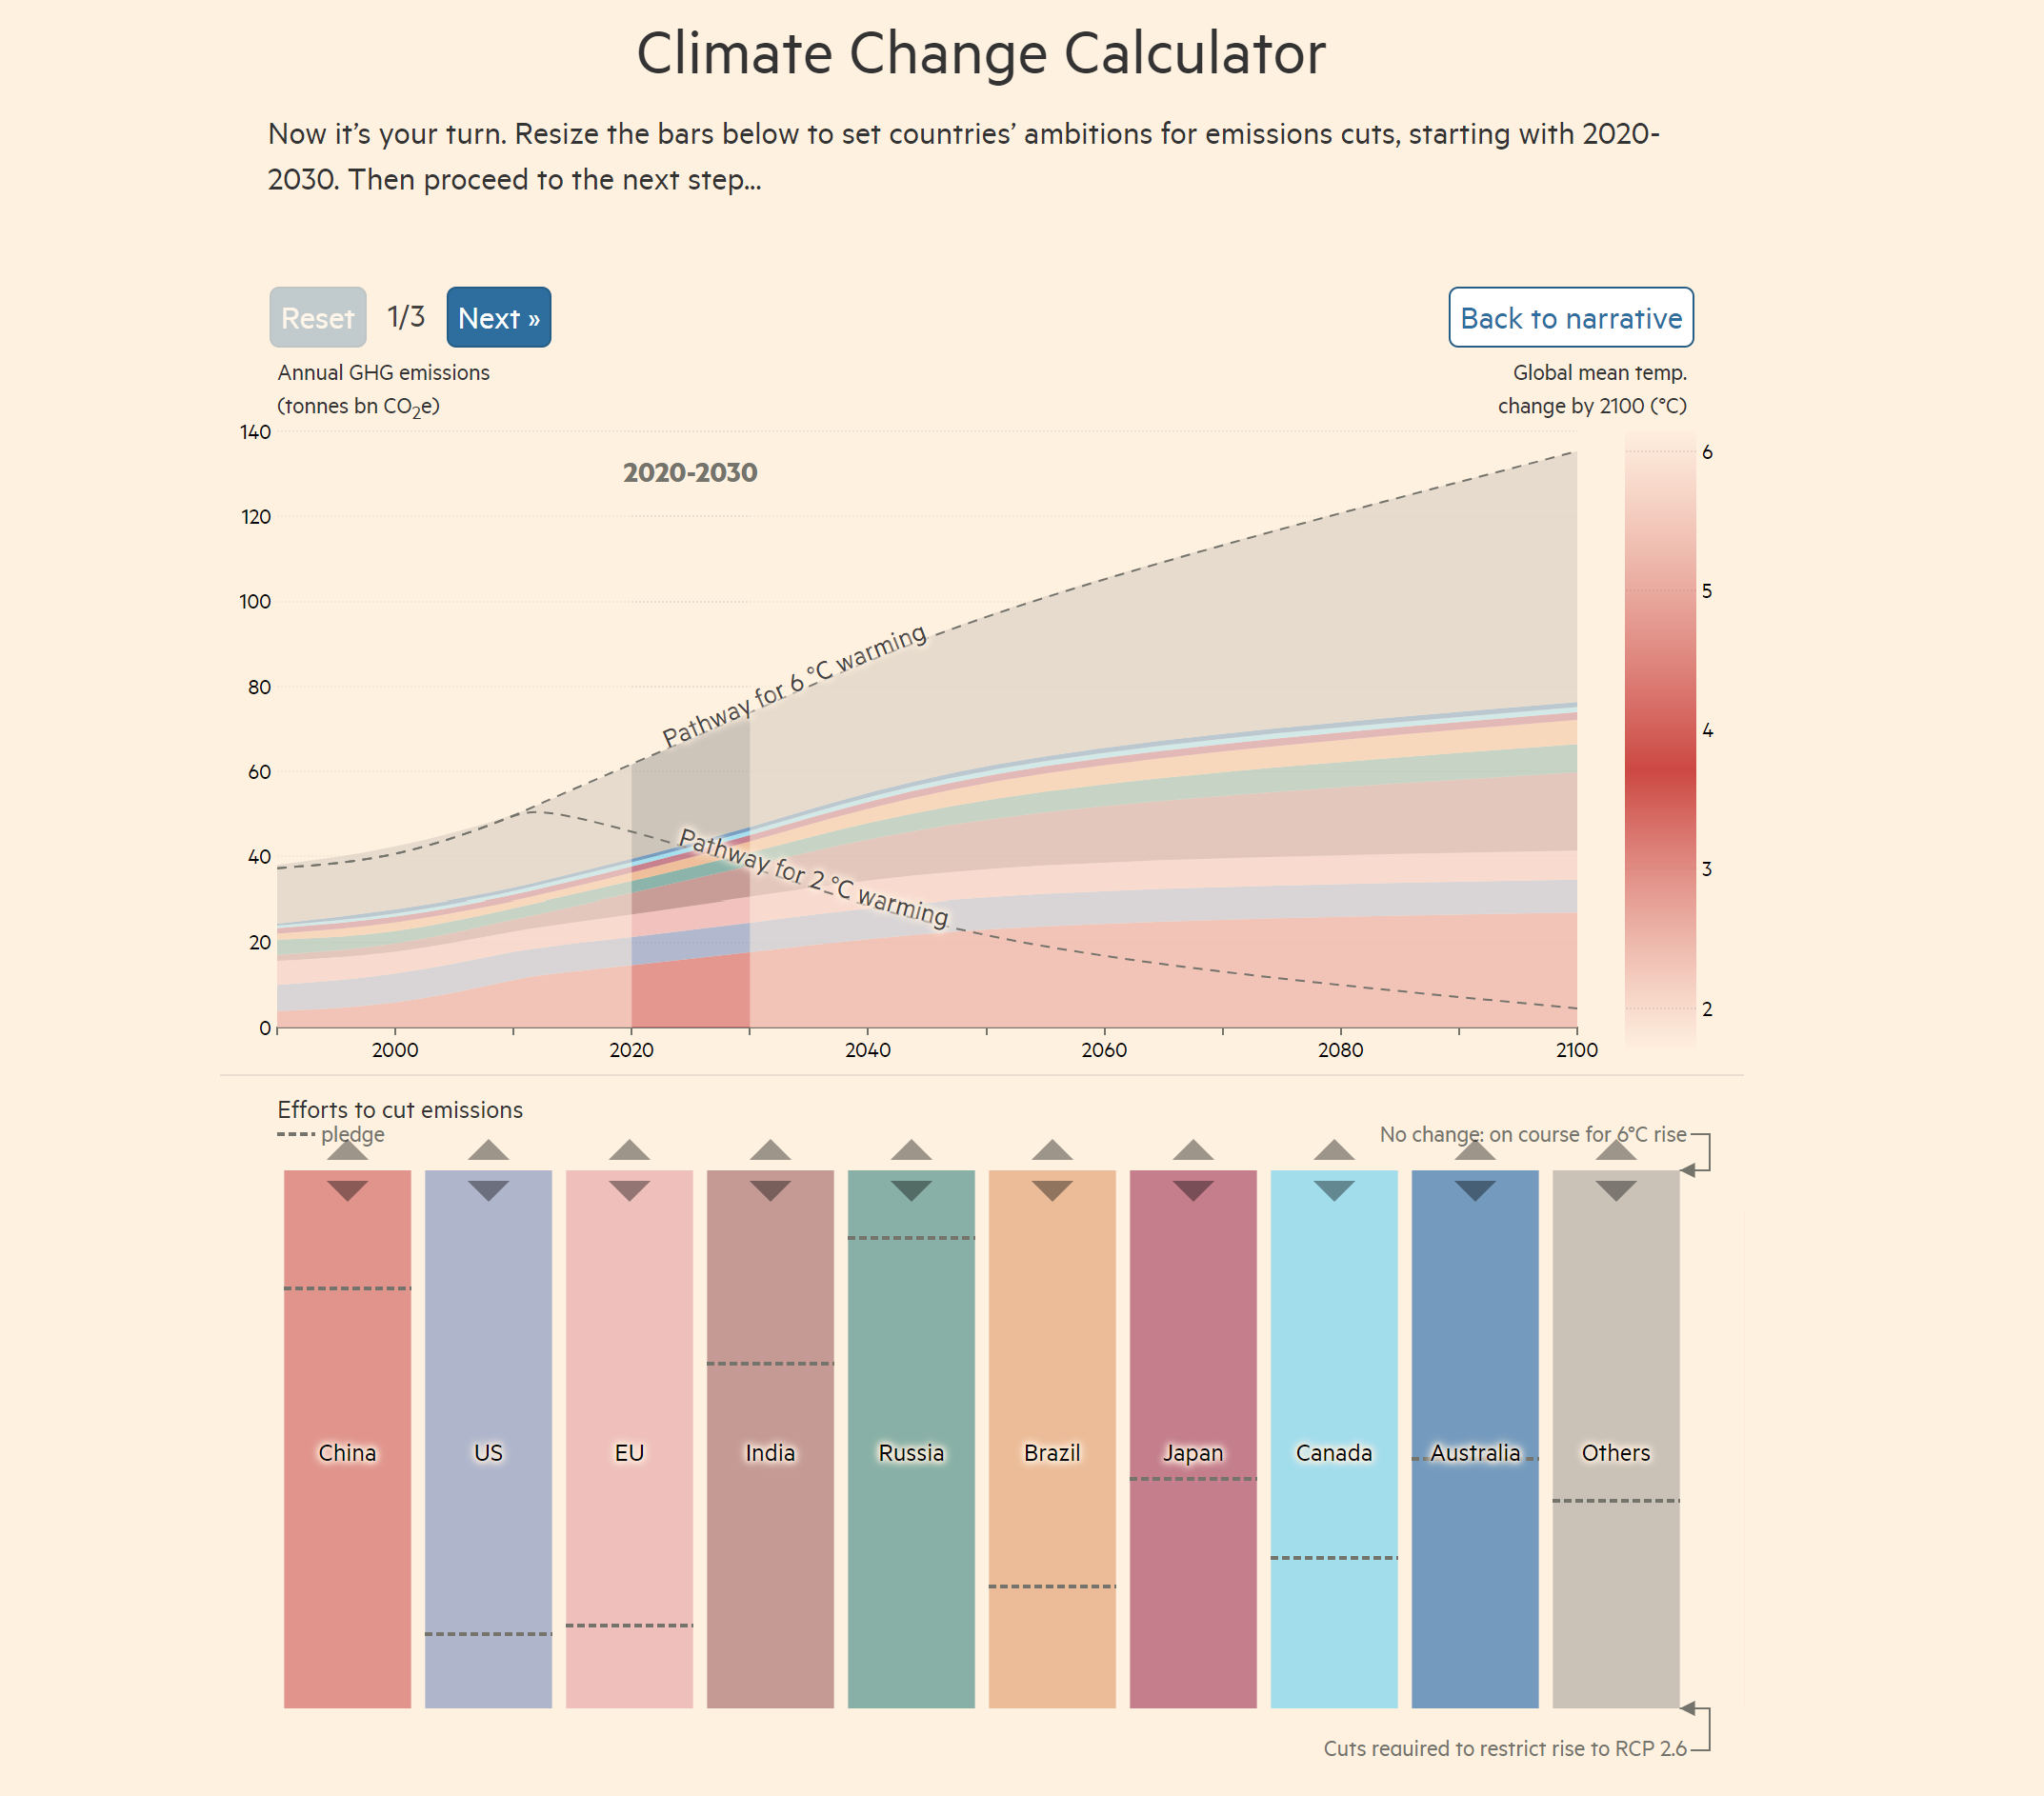 Climate Change Calculator
Now it’s your turn. Resize the bars below to set countries’ ambitions for emissions cuts, starting with 2020-
2030. Then proceed to the next step...
Reset 1/3 Next » Back to narrative
Annual GHG emissions
(tonnes bn CO2e)
Global mean temp.
change by 2100 (°C)
140
120
100
80
60
40
20
0
2020-2030
Pathway for 6 °C warming
Pathway for 2 °C warming
6
5
4
3
2
2000 2020 2040 2060 2080 2100
Efforts to cut emissions
pledge
No change: on course for 6°C rise
China US EU India Russia Brazil Japan Canada Australia Others
Cuts required to restrict rise to RCP 2.6